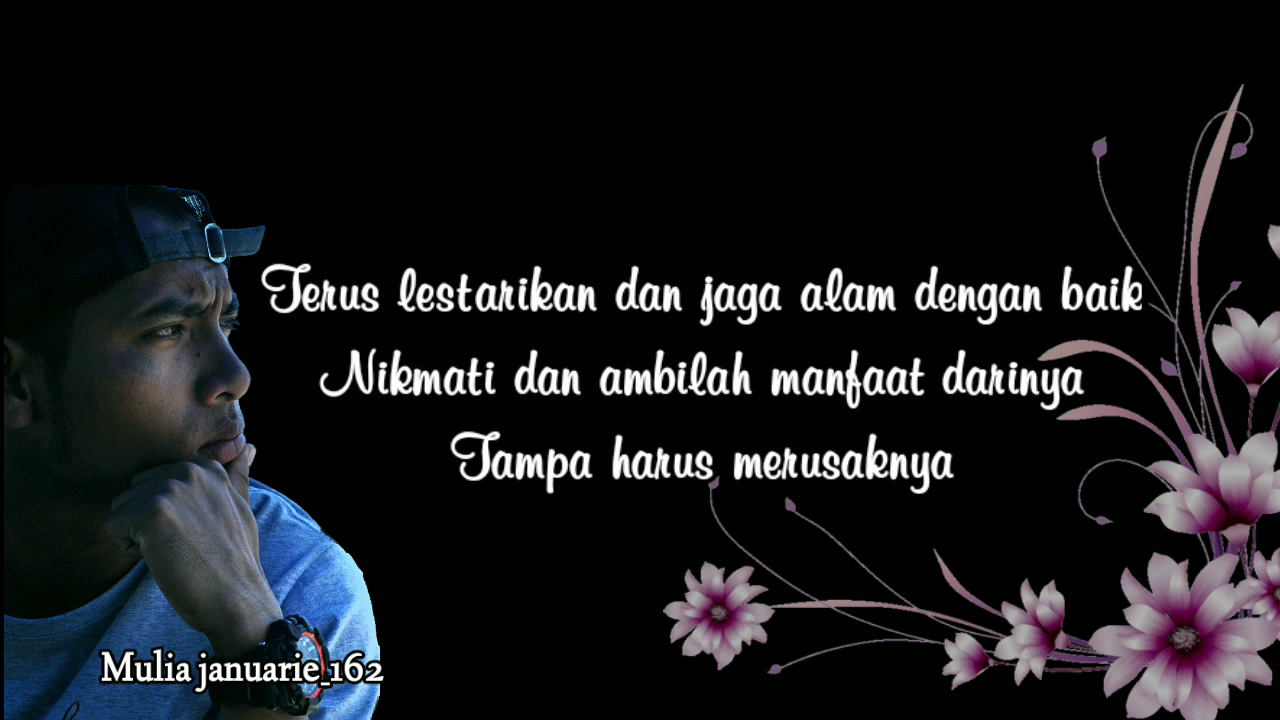 Terus lestarikan dan jaga alam dengan baik
Nikmati dan ambilah manfaat darinya
Tampa harus merusaknya
Mulia januarie_162